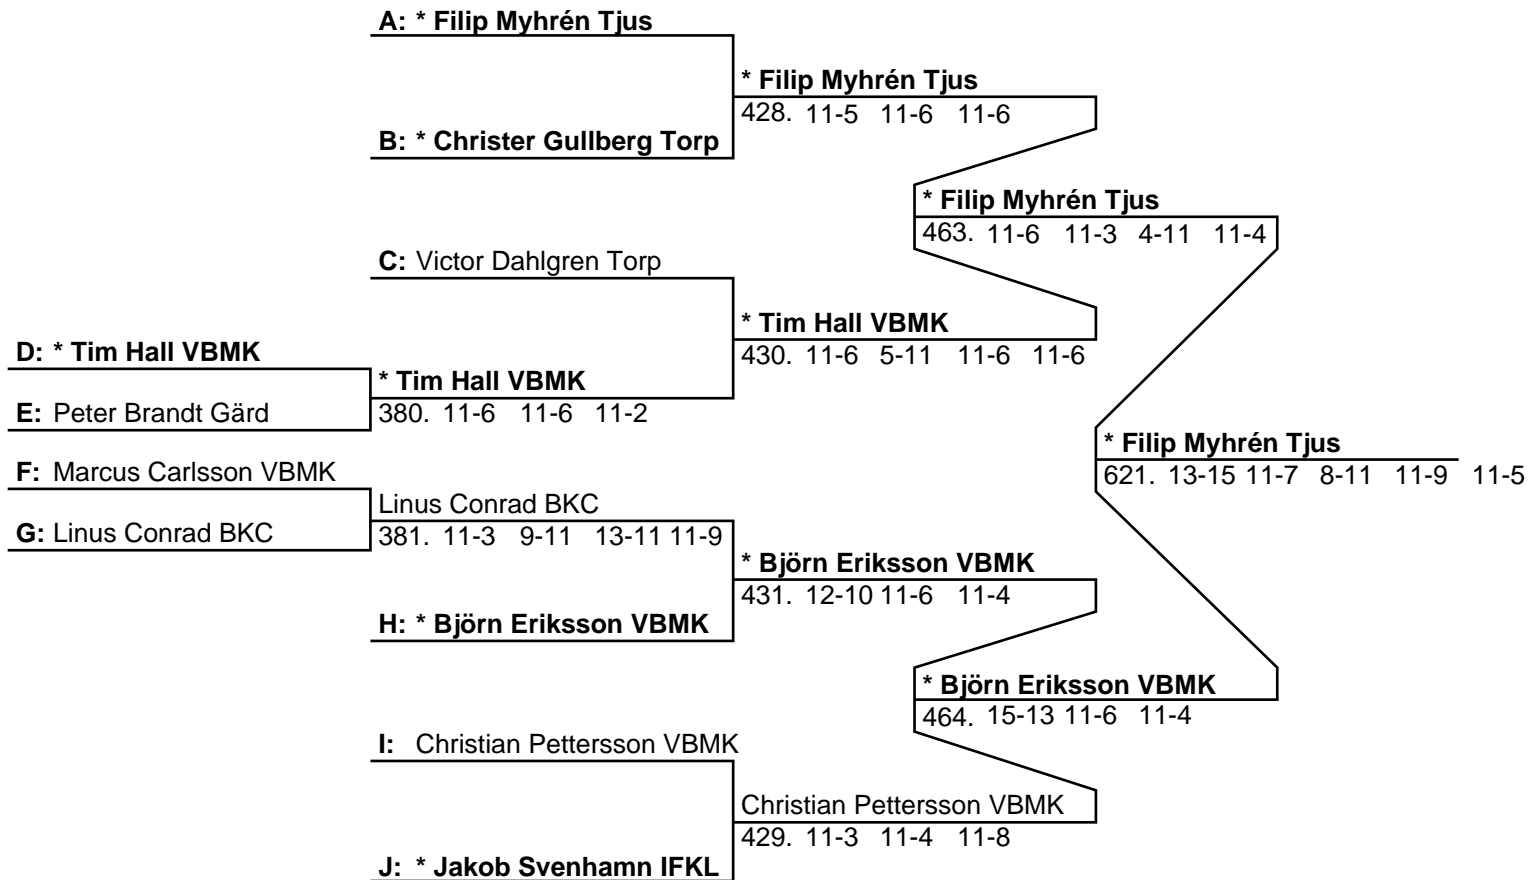 A: * Filip Myhrén Tjus
* Filip Myhrén Tjus
428. 11-5 11-6 11-6
B: * Christer Gullberg Torp
* Filip Myhrén Tjus
463. 11-6 11-3 4-11 11-4
C: Victor Dahlgren Torp
* Tim Hall VBMK
430. 11-6 5-11 11-6 11-6
D: * Tim Hall VBMK
* Tim Hall VBMK
380. 11-6 11-6 11-2
E: Peter Brandt Gärd
* Filip Myhrén Tjus
621. 13-15 11-7 8-11 11-9 11-5
F: Marcus Carlsson VBMK
Linus Conrad BKC
381. 11-3 9-11 13-11 11-9
G: Linus Conrad BKC
* Björn Eriksson VBMK
431. 12-10 11-6 11-4
H: * Björn Eriksson VBMK
* Björn Eriksson VBMK
464. 15-13 11-6 11-4
I: Christian Pettersson VBMK
Christian Pettersson VBMK
429. 11-3 11-4 11-8
J: * Jakob Svenhamn IFKL